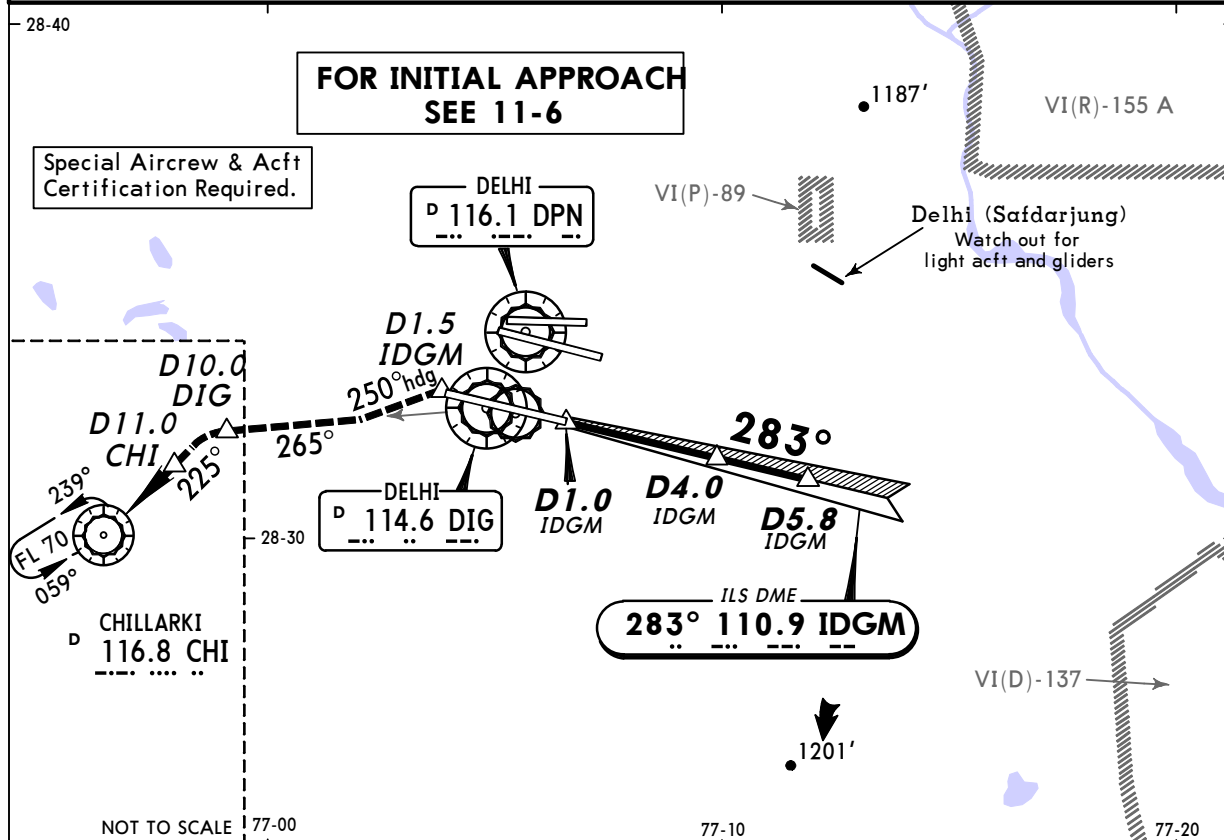 28-40
FOR INITIAL APPROACH
SEE 11-6
1187'
VI(R)-155 A
Special Aircrew & Acft
Certification Required.
DELHI
D 116.1 DPN
VI(P)-89
Delhi (Safdarjung)
Watch out for
light acft and gliders
D1.5
IDGM
D10.0
DIG
250° hdg
D11.0
CHI
265°
225°
283°
239°
FL 70
059°
DELHI
D 114.6 DIG
D1.0
IDGM
D4.0
IDGM
D5.8
IDGM
28-30
ILS DME
283° 110.9 IDGM
CHILLARKI
D 116.8 CHI
VI(D)-137
1201'
NOT TO SCALE
77-00
77-10
77-20